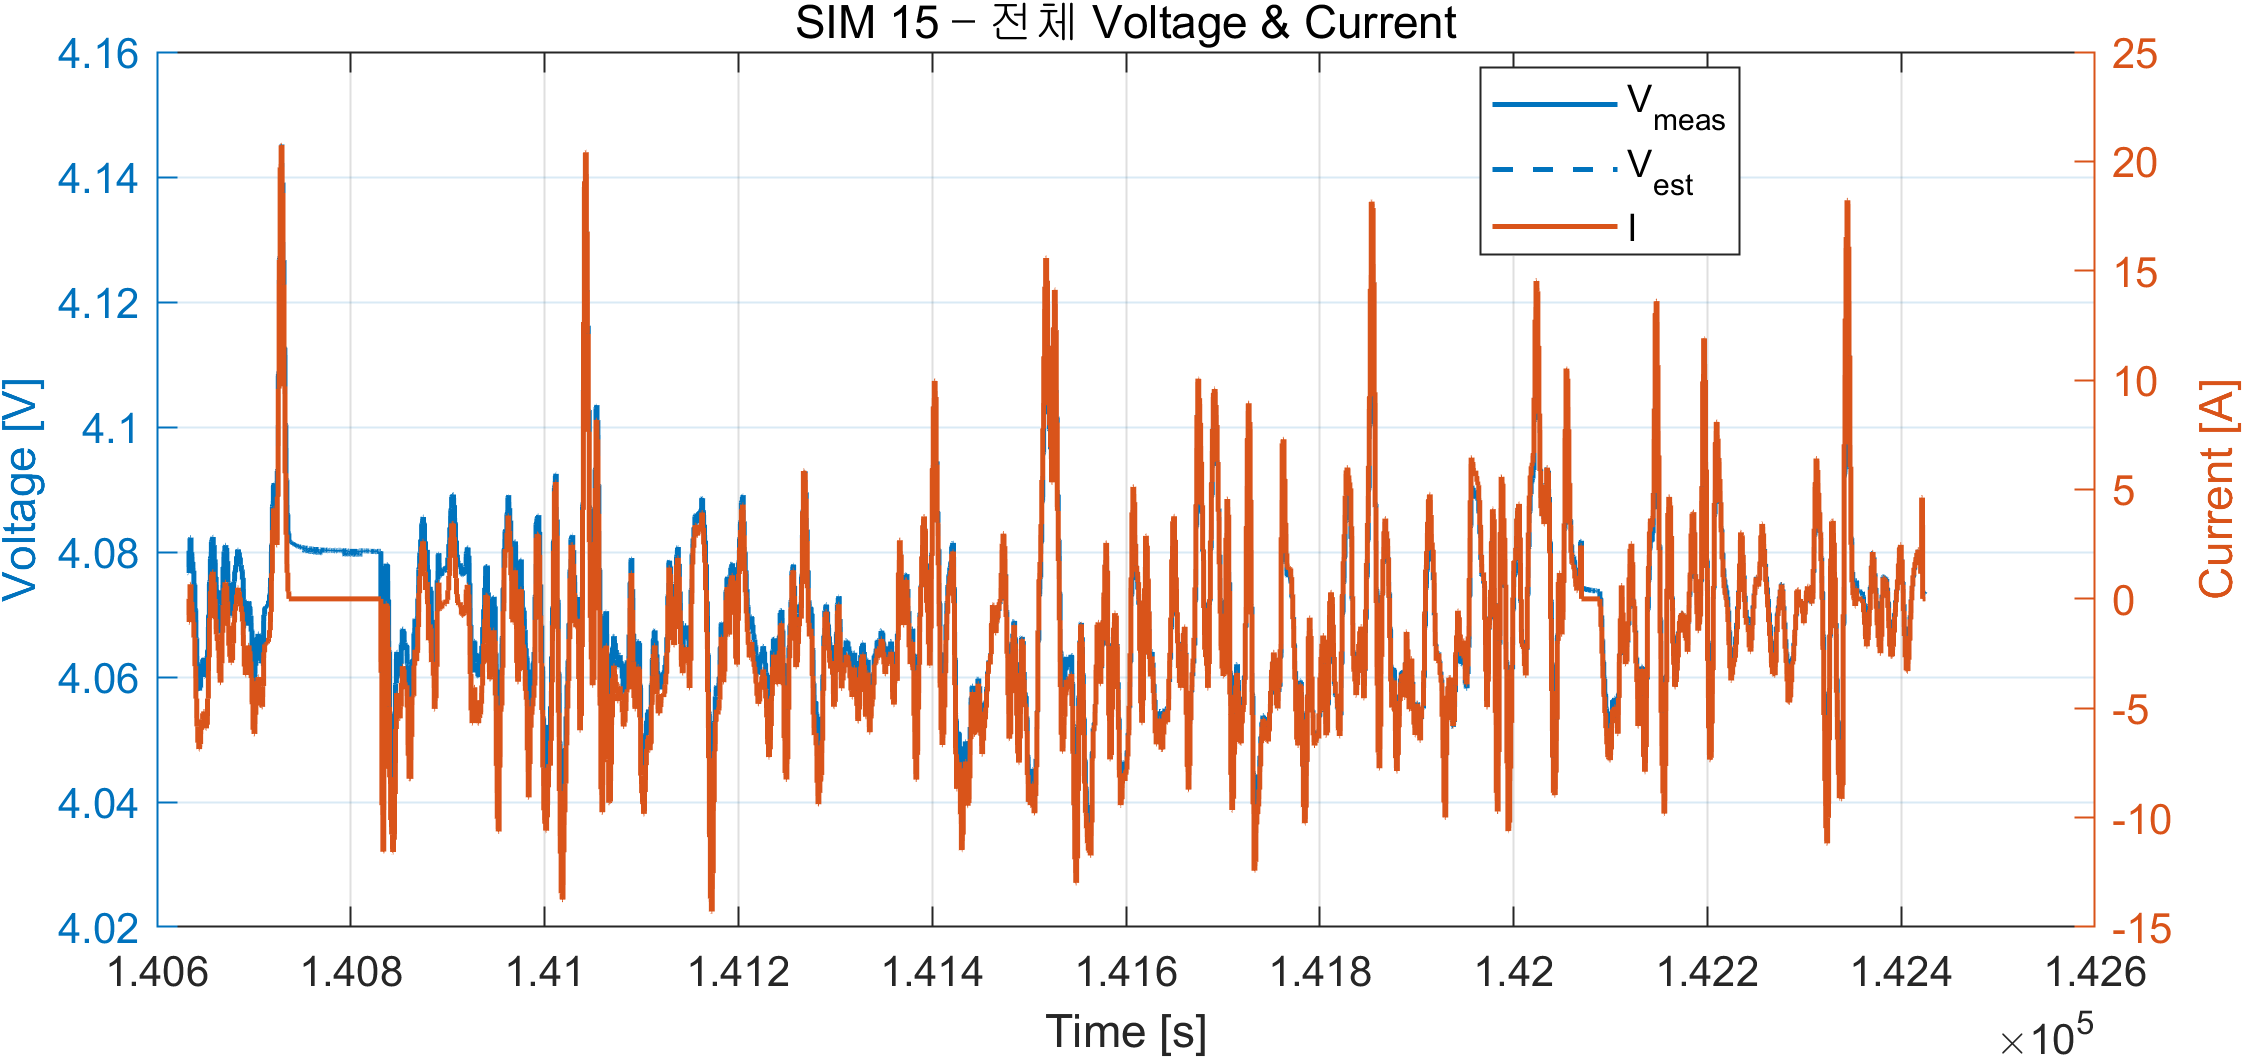 SIM 15 – 전체 Voltage & Current
4.16
4.14
4.12
4.1
4.08
4.06
4.04
4.02
Voltage [V]
25
20
15
10
5
0
-5
-10
-15
Current [A]
V_meas
V_est
I
1.406 1.408 1.41 1.412 1.414 1.416 1.418 1.42 1.422 1.424 1.426
Time [s]
×10^5